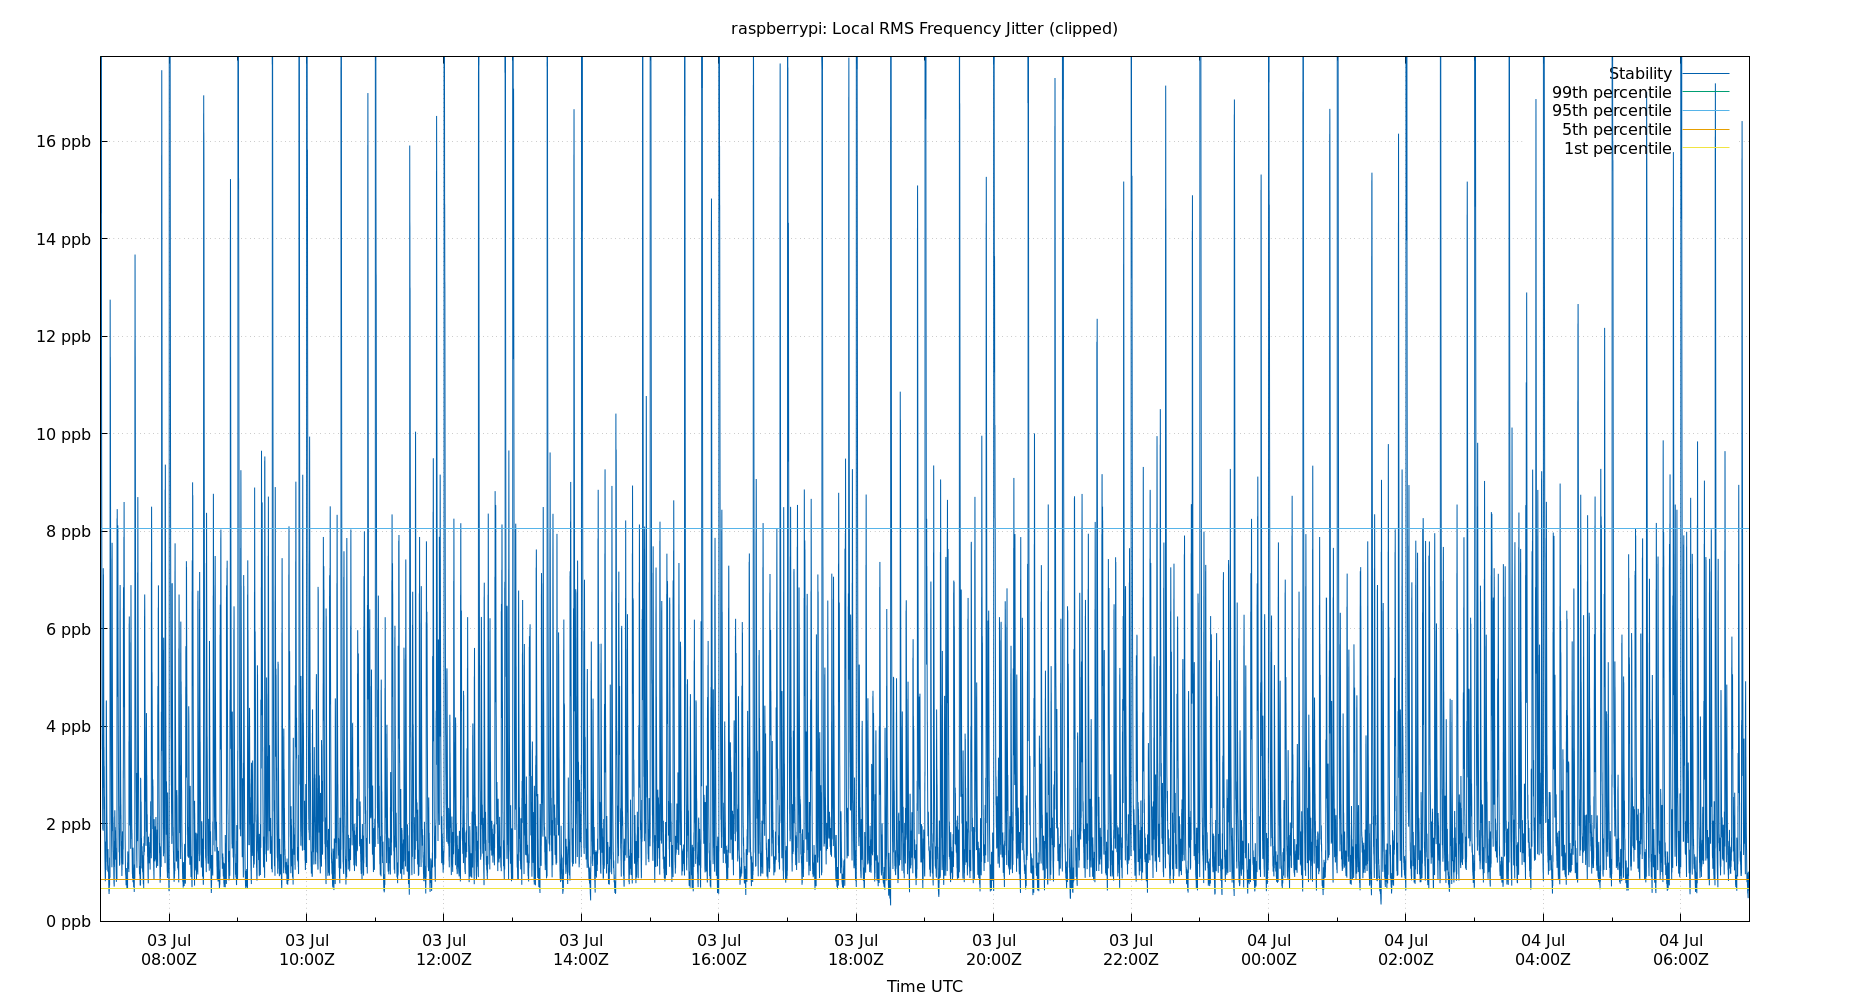 raspberrypi: Local RMS Frequency Jitter (clipped)
Stability
99th percentile
95th percentile
5th percentile
1st percentile
16 ppb
14 ppb
12 ppb
10 ppb
8 ppb
6 ppb
4 ppb
2 ppb
0 ppb
03 Jul 03 Jul 03 Jul 03 Jul 03 Jul 03 Jul 03 Jul 03 Jul 04 Jul 04 Jul 04 Jul 04 Jul
08:00Z 10:00Z 12:00Z 14:00Z 16:00Z 18:00Z 20:00Z 22:00Z 00:00Z 02:00Z 04:00Z 06:00Z
Time UTC